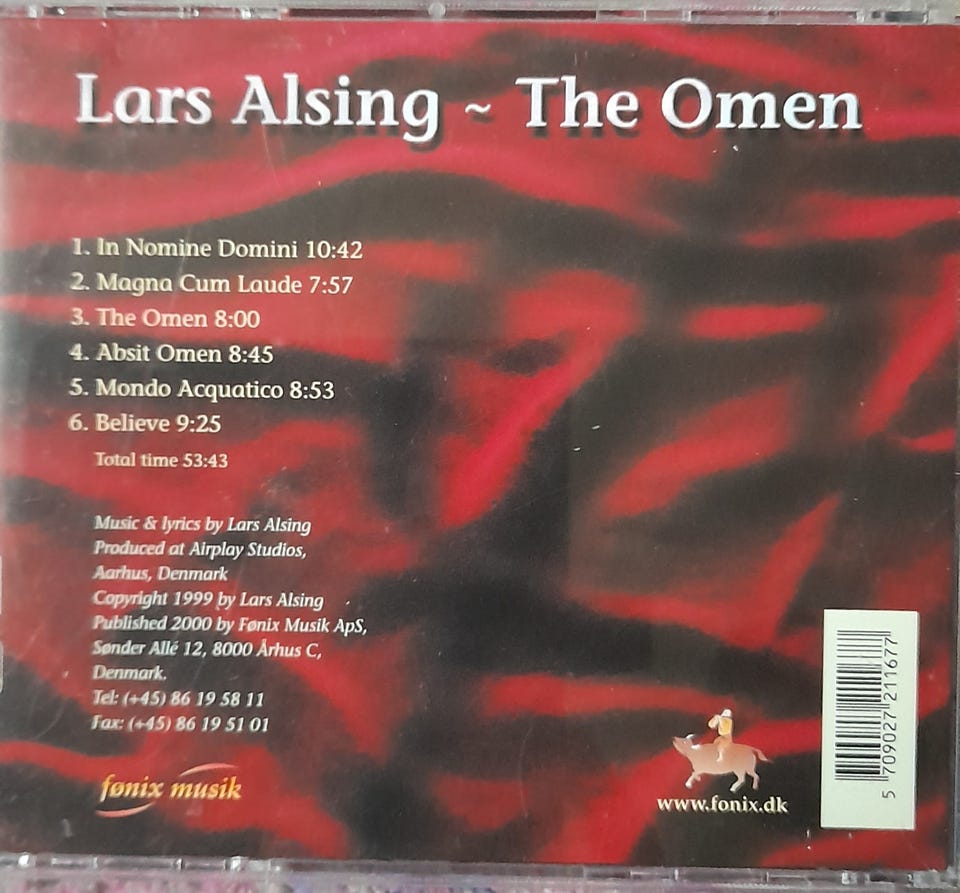 Lars Alsing ~ The Omen
1. In Nomine Domini 10:42
2. Magna Cum Laude 7:57
3. The Omen 8:00
4. Absit Omen 8:45
5. Mondo Acquatico 8:53
6. Believe 9:25
Total time 53:43
Music & lyrics by Lars Alsing
Produced at Airplay Studios,
Aarhus, Denmark
Copyright 1999 by Lars Alsing
Published 2000 by Fønix Musik ApS,
Sønder Allé 12, 8000 Århus C,
Denmark.
Tel: (+45) 86 19 58 11
Fax: (+45) 86 19 51 01
fønix musik
www.fonix.dk
5 709027 211677